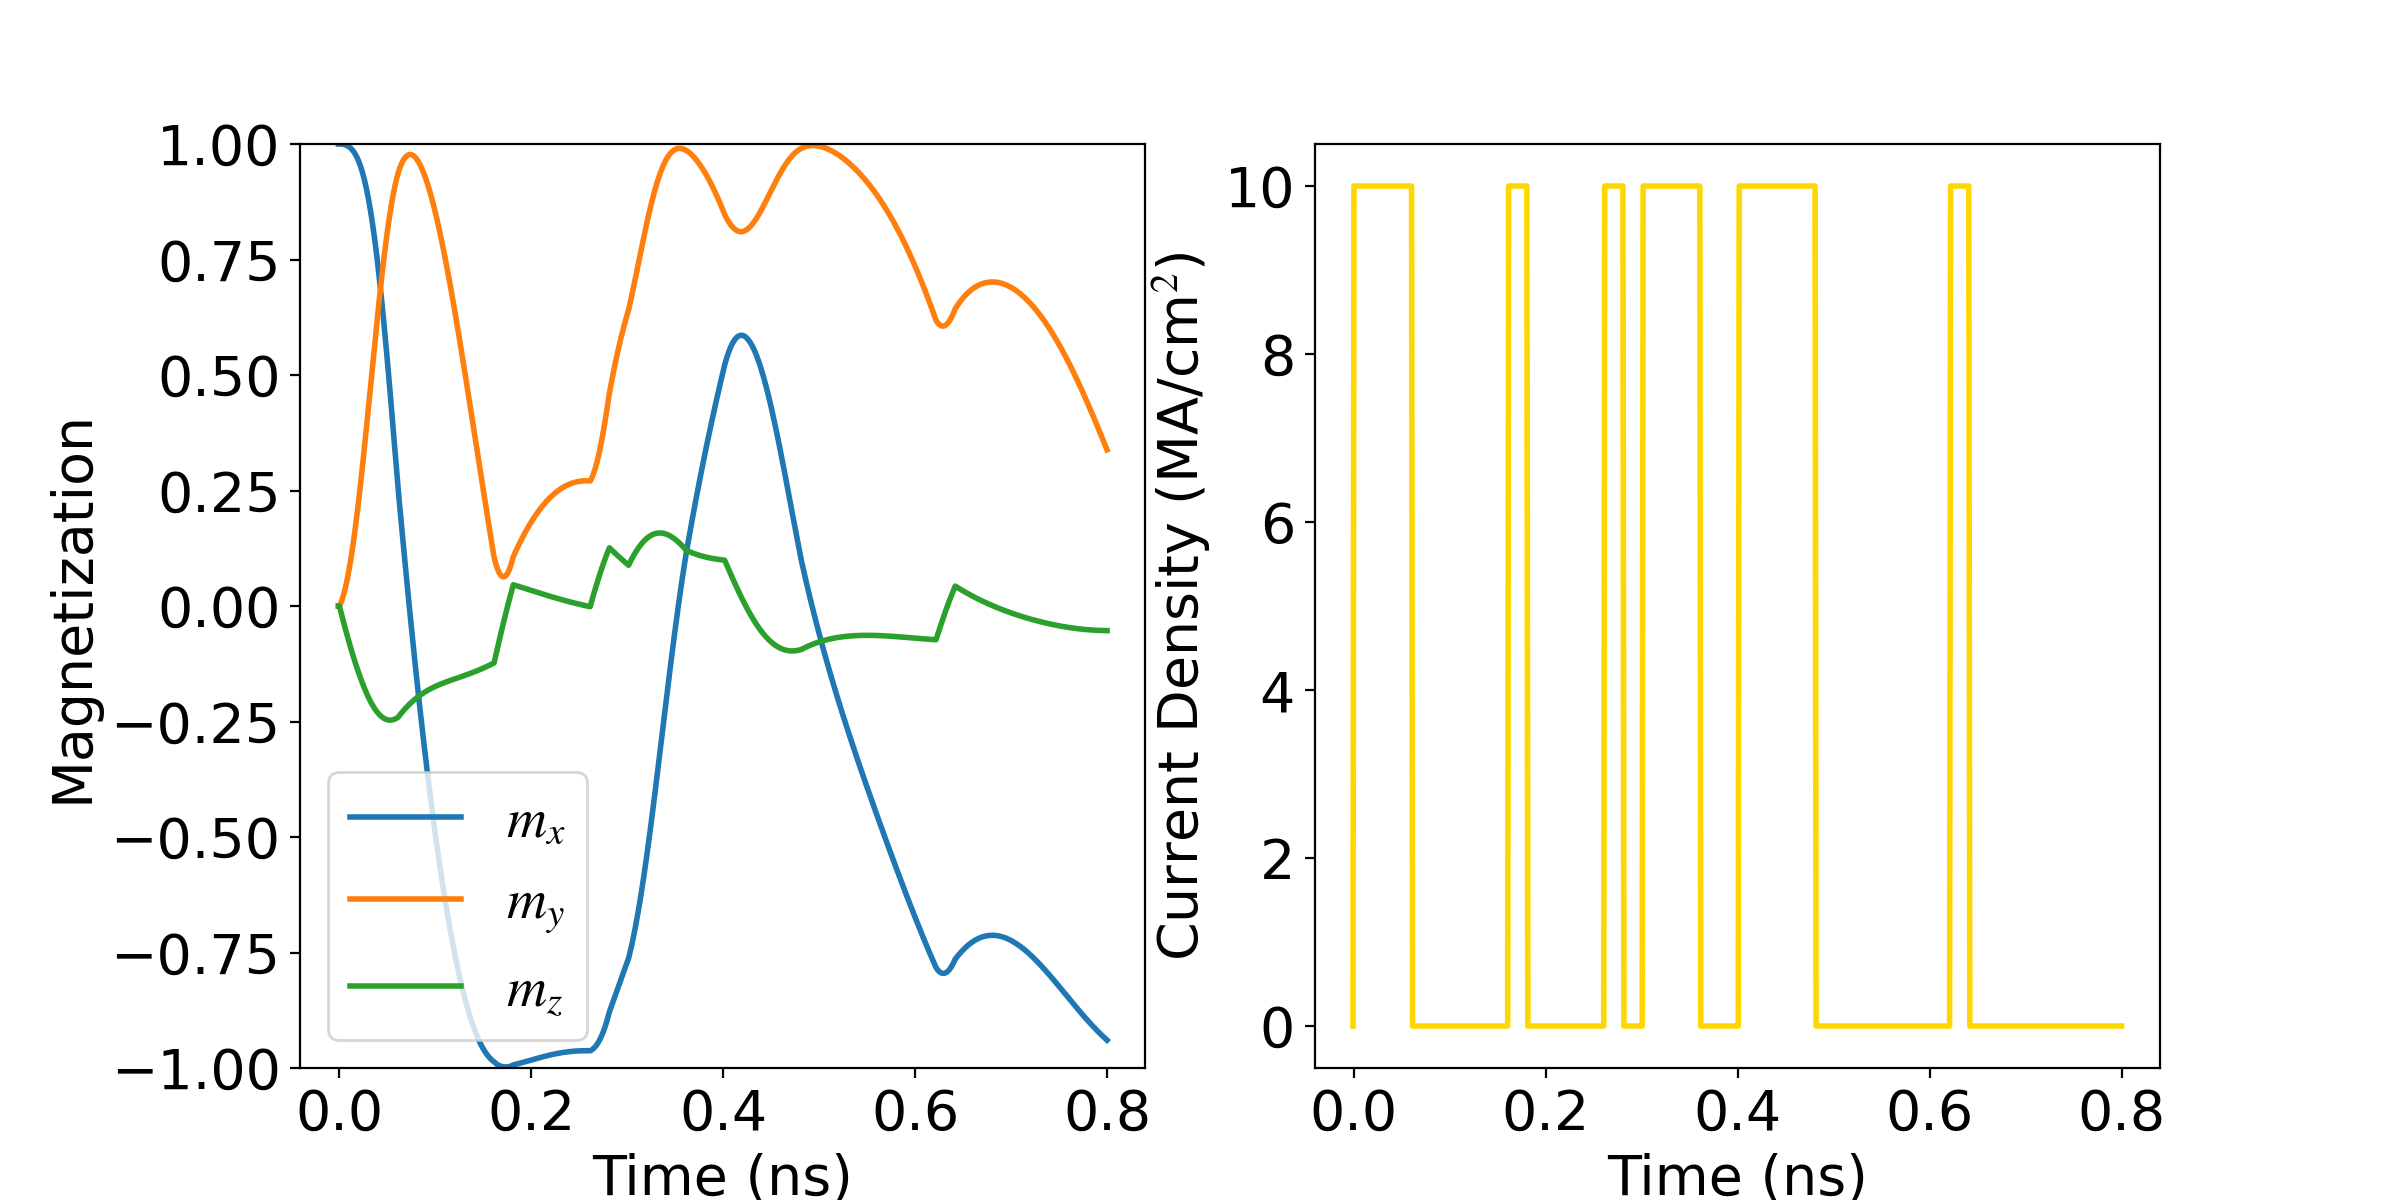 Magnetization
1.00
0.75
0.50
0.25
0.00
−0.25
−0.50
−0.75
−1.00
m_x
m_y
m_z
0.0 0.2 0.4 0.6 0.8
Time (ns)
Current Density (MA/cm²)
10
8
6
4
2
0
0.0 0.2 0.4 0.6 0.8
Time (ns)